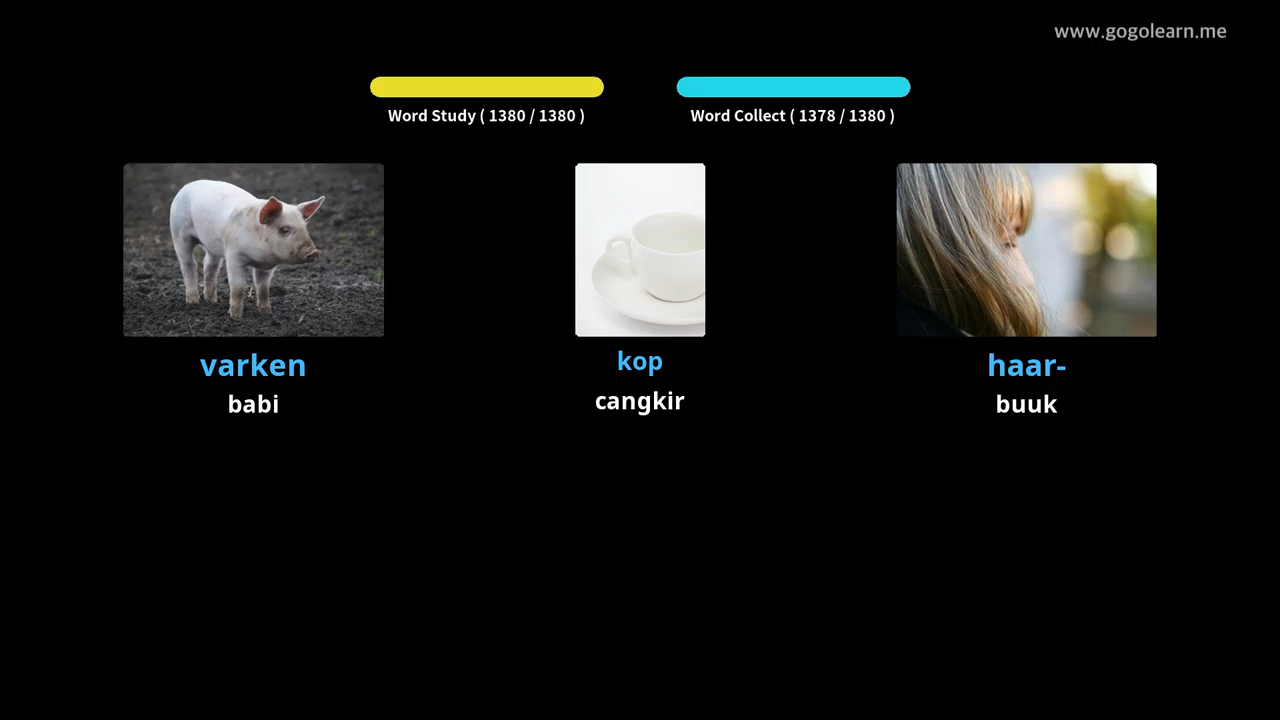 www.gogolearn.me
Word Study ( 1380 / 1380 )
Word Collect ( 1378 / 1380 )
varken
babi
kop
cangkir
haar-
buuk